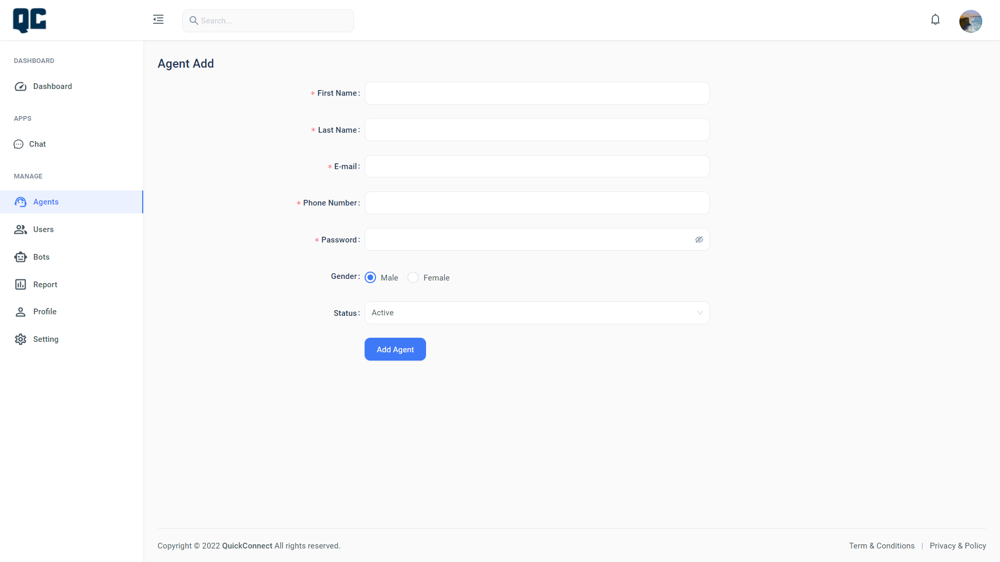 QC
Search...
DASHBOARD
Dashboard
APPS
Chat
MANAGE
Agents
Users
Bots
Report
Profile
Setting
Agent Add
* First Name:
* Last Name:
* E-mail:
* Phone Number:
* Password:
Gender: Male Female
Status: Active
Add Agent
Copyright © 2022 QuickConnect All rights reserved.
Term & Conditions | Privacy & Policy